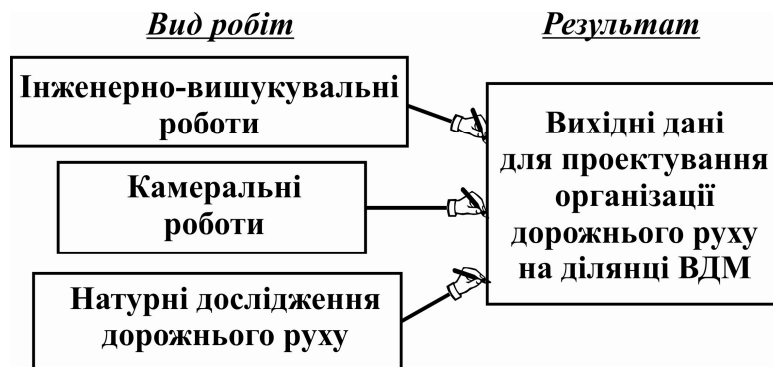 Вид робіт
Результат
Інженерно-вишукувальні
роботи
Камеральні
роботи
Натурні дослідження
дорожнього руху
Вихідні дані
для проектування
організації
дорожнього руху
на ділянці ВДМ